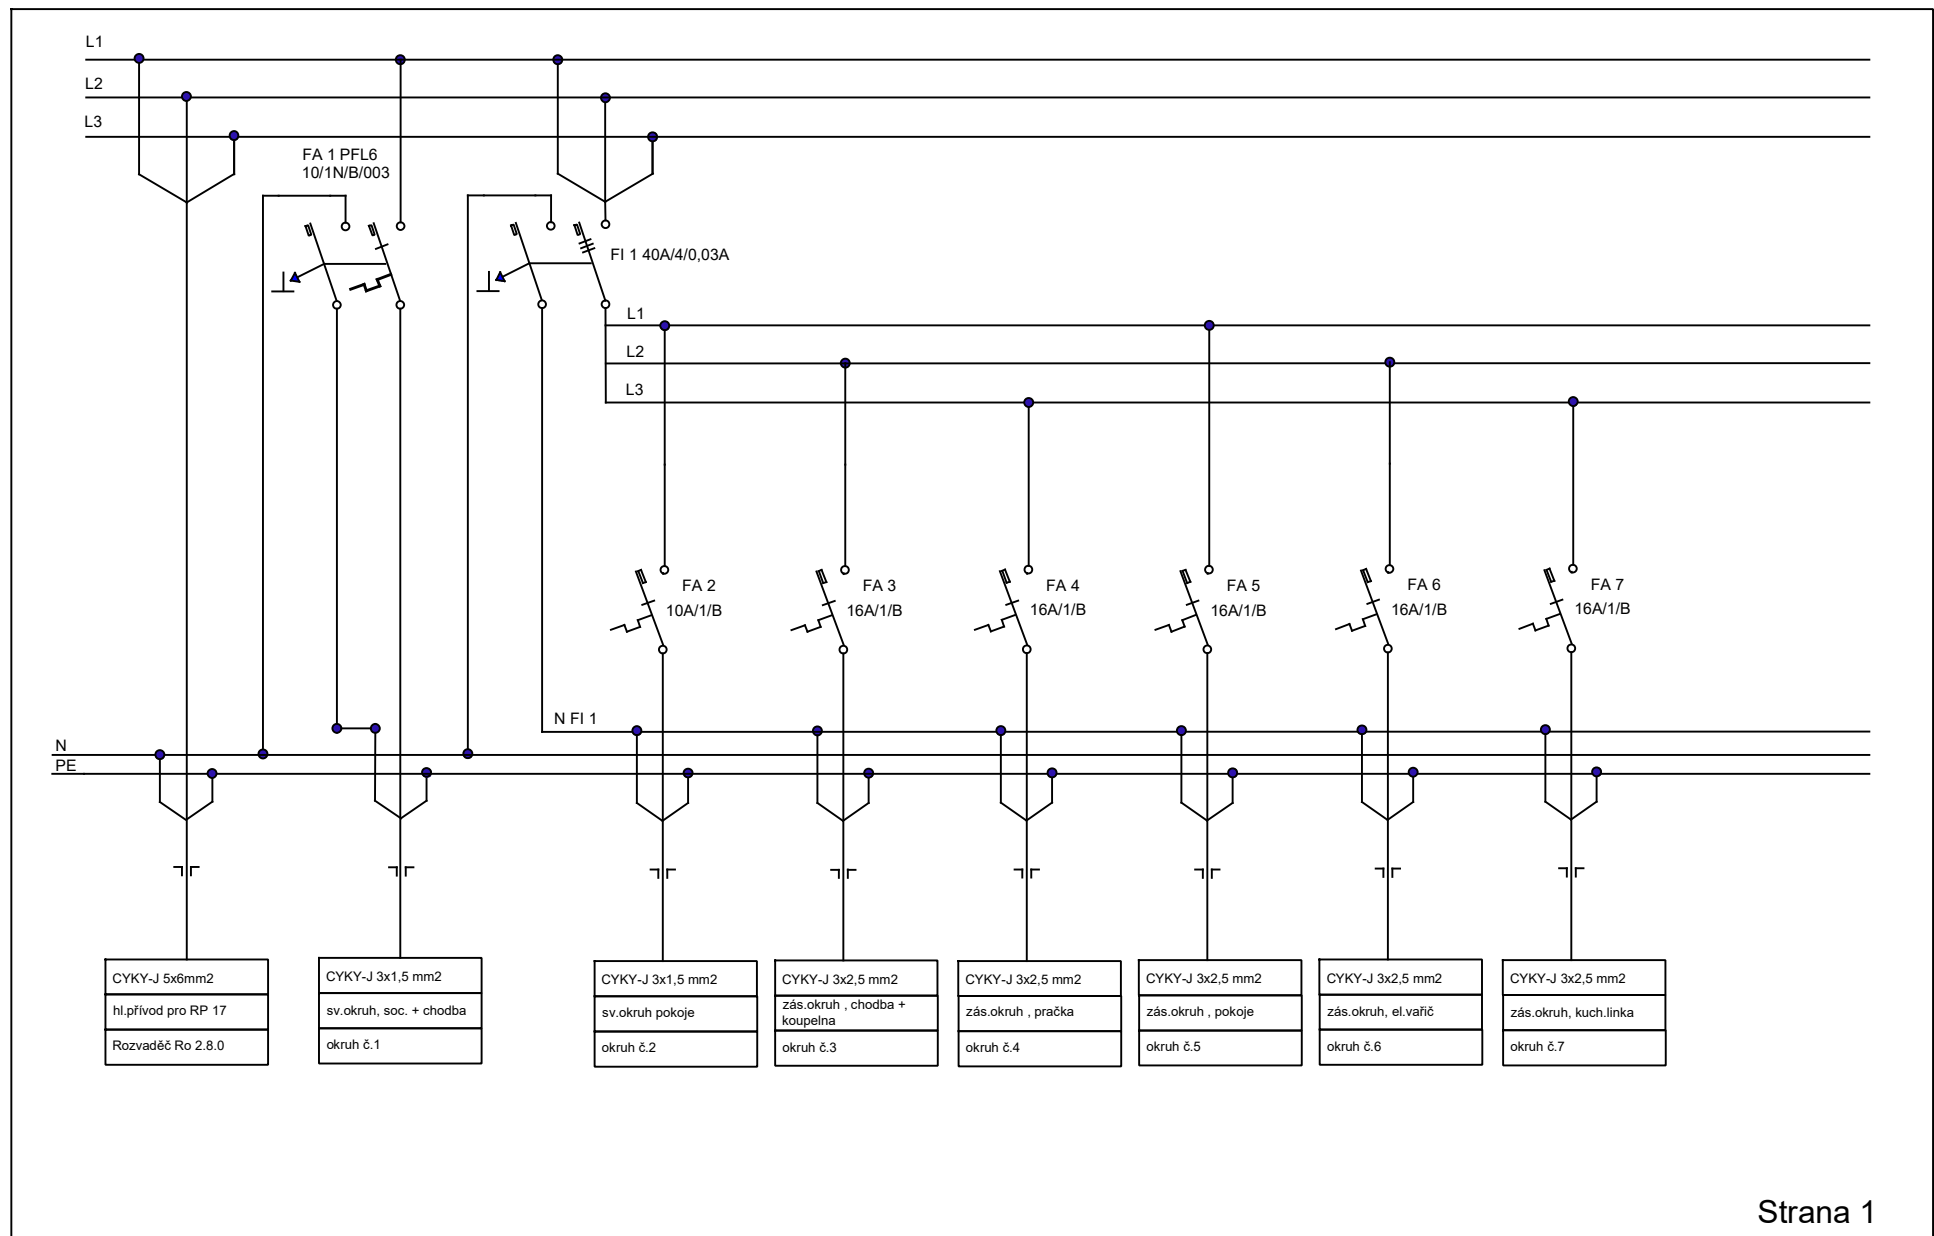 L1
L2
L3
FA 1 PFL6
10/1N/B/003
FI 1 40A/4/0,03A
L1
L2
L3
FA 2
10A/1/B
FA 3
16A/1/B
FA 4
16A/1/B
FA 5
16A/1/B
FA 6
16A/1/B
FA 7
16A/1/B
N FI 1
N
PE
CYKY-J 5x6mm2
hl.přívod pro RP 17
Rozvaděč Ro 2.8.0
CYKY-J 3x1,5 mm2
sv.okruh, soc. + chodba
okruh č.1
CYKY-J 3x1,5 mm2
sv.okruh pokoje
okruh č.2
CYKY-J 3x2,5 mm2
zás.okruh , chodba +
koupelna
okruh č.3
CYKY-J 3x2,5 mm2
zás.okruh , pračka
okruh č.4
CYKY-J 3x2,5 mm2
zás.okruh , pokoje
okruh č.5
CYKY-J 3x2,5 mm2
zás.okruh, el.vařič
okruh č.6
CYKY-J 3x2,5 mm2
zás.okruh, kuch.linka
okruh č.7
Strana 1